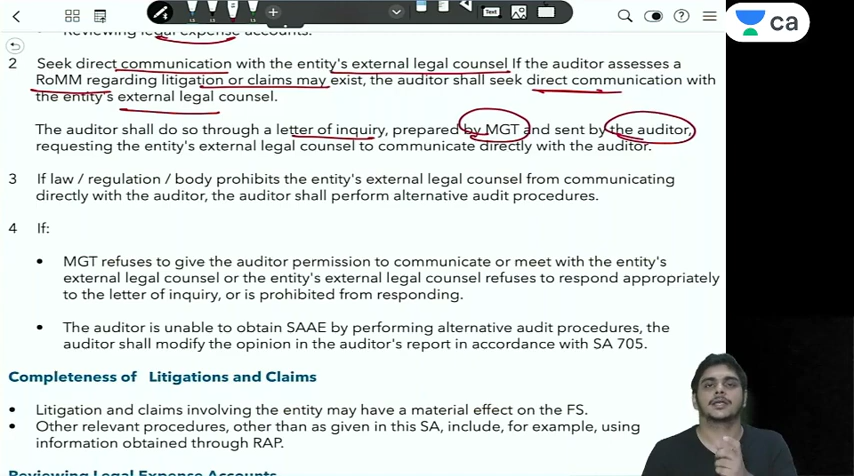 Reviewing legal expense accounts.
Text
ca
2 Seek direct communication with the entity's external legal counsel If the auditor assesses a
RoMM regarding litigation or claims may exist, the auditor shall seek direct communication with
the entity's external legal counsel.
The auditor shall do so through a letter of inquiry, prepared by MGT and sent by the auditor,
requesting the entity's external legal counsel to communicate directly with the auditor.
3 If law / regulation / body prohibits the entity's external legal counsel from communicating
directly with the auditor, the auditor shall perform alternative audit procedures.
4 If:
• MGT refuses to give the auditor permission to communicate or meet with the entity's
external legal counsel or the entity's external legal counsel refuses to respond appropriately
to the letter of inquiry, or is prohibited from responding.
• The auditor is unable to obtain SAAE by performing alternative audit procedures, the
auditor shall modify the opinion in the auditor's report in accordance with SA 705.
Completeness of Litigations and Claims
• Litigation and claims involving the entity may have a material effect on the FS.
• Other relevant procedures, other than as given in this SA, include, for example, using
information obtained through RAP.
Reviewing Legal Expense Accounts